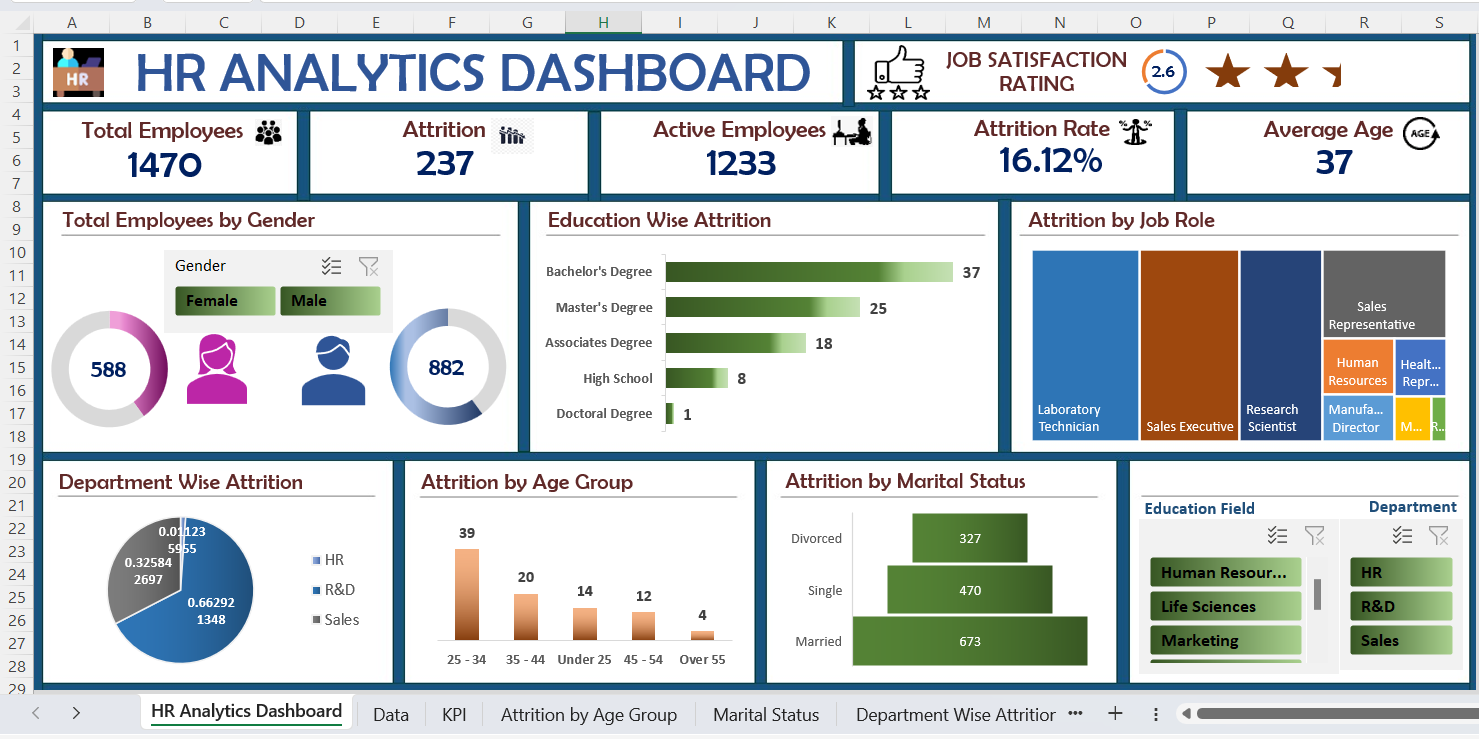 A B C D E F G H I J K L M N O P Q R S
1
2
3
4
5
6
7
8
9
10
11
12
13
14
15
16
17
18
19
20
21
22
23
24
25
26
27
28
29
HR
HR ANALYTICS DASHBOARD
JOB SATISFACTION
RATING
2.6
Total Employees
1470
Attrition
237
Active Employees
1233
Attrition Rate
% %
16.12%
Average Age
AGE
37
Total Employees by Gender
Gender
Female
Male
588
882
Education Wise Attrition
Bachelor's Degree
37
Master's Degree
25
Associates Degree
18
High School
8
Doctoral Degree
1
Attrition by Job Role
Laboratory
Technician
Sales Executive
Research
Scientist
Sales
Representative
Human
Resources
Healt...
Repr...
Manufa...
Director
M...
R..
Department Wise Attrition
0.01123
5955
0.32584
2697
0.66292
1348
HR
R&D
Sales
Attrition by Age Group
39
20
14
12
4
25 - 34
35 - 44
Under 25
45 - 54
Over 55
Attrition by Marital Status
Divorced
327
Single
470
Married
673
Education Field
Human Resour...
Life Sciences
Marketing
Department
HR
R&D
Sales
HR Analytics Dashboard
Data
KPI
Attrition by Age Group
Marital Status
Department Wise Attritior